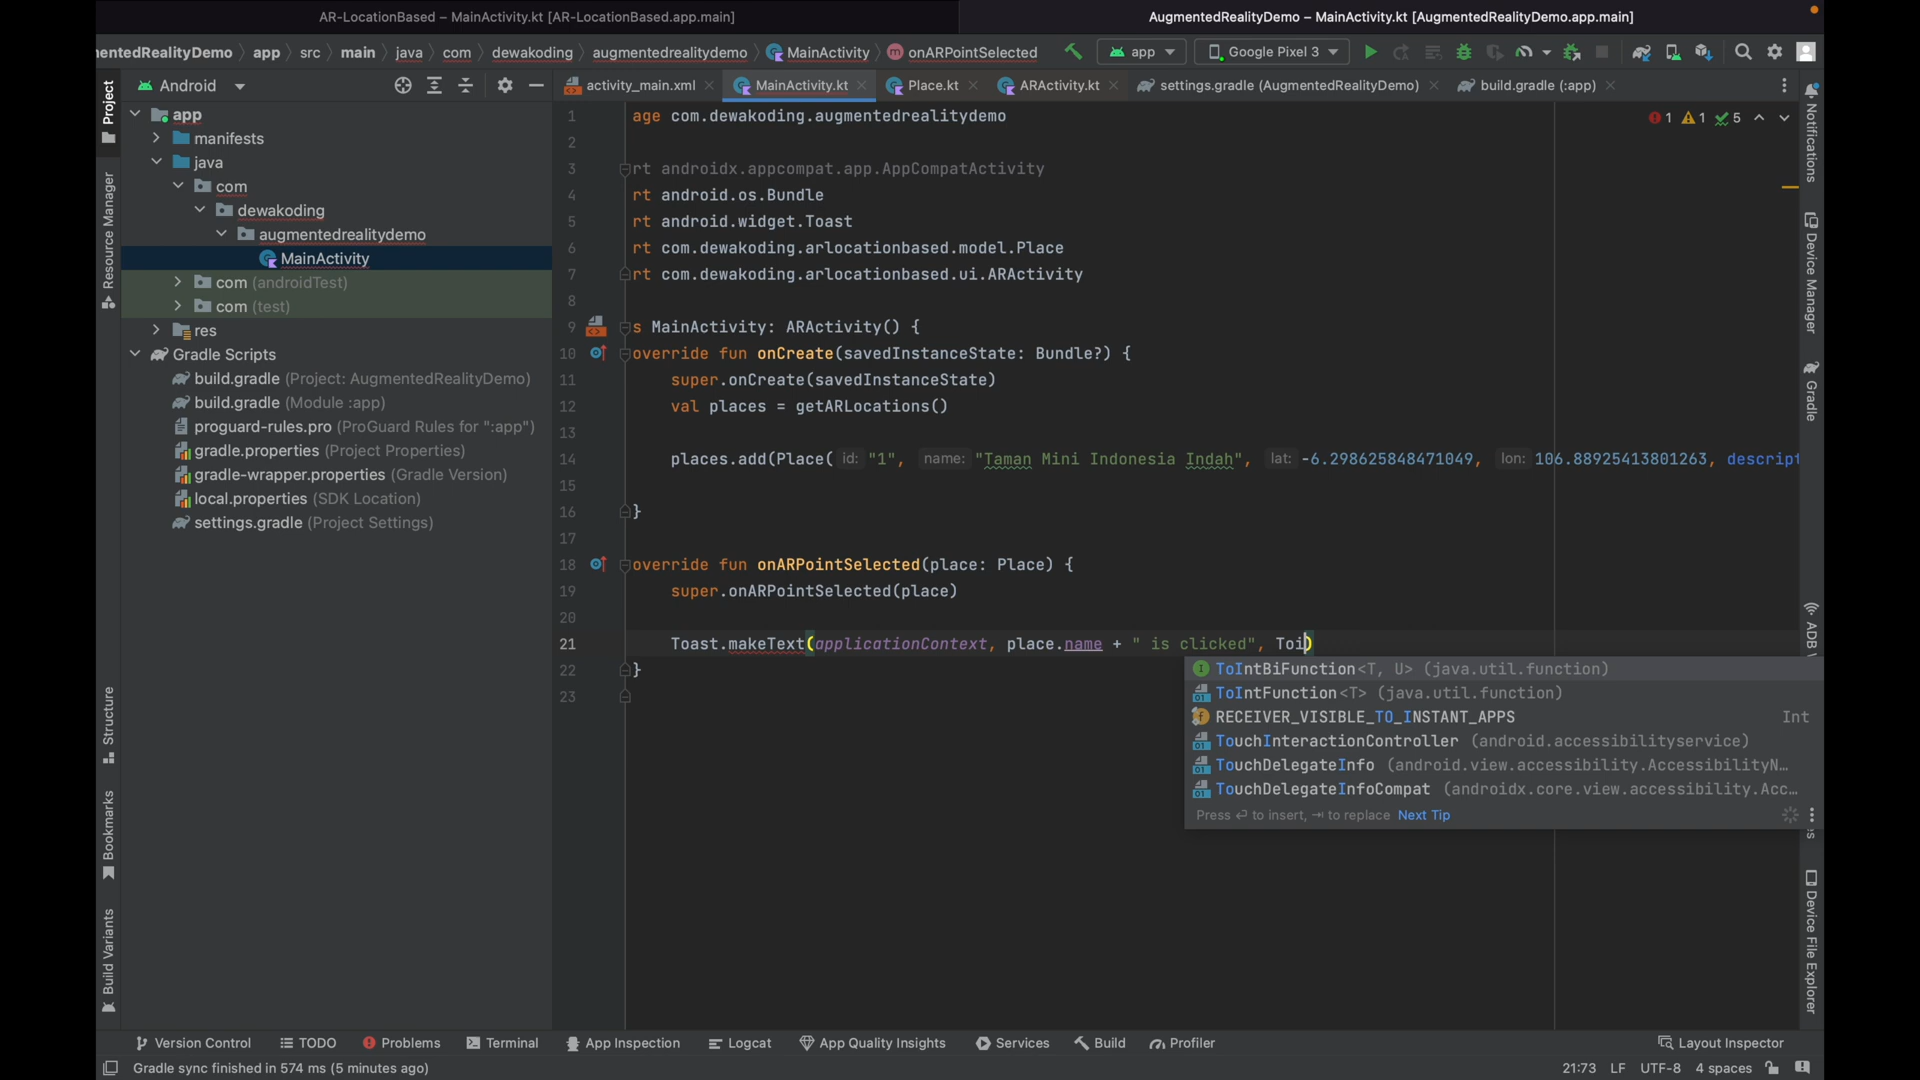 AR-LocationBased – MainActivity.kt [AR-LocationBased.app.main]
AugmentedRealityDemo – MainActivity.kt [AugmentedRealityDemo.app.main]
mentedRealityDemo app src main java com dewakoding augmentedrealitydemo MainActivity onARPointSelected app Google Pixel 3
Project
Android
activity_main.xml MainActivity.kt Place.kt ARActivity.kt settings.gradle (AugmentedRealityDemo) build.gradle (:app)
Notifications
app
manifests
java
com
dewakoding
augmentedrealitydemo
MainActivity
com (androidTest)
com (test)
res
Gradle Scripts
build.gradle (Project: AugmentedRealityDemo)
build.gradle (Module :app)
proguard-rules.pro (ProGuard Rules for ":app")
gradle.properties (Project Properties)
gradle-wrapper.properties (Gradle Version)
local.properties (SDK Location)
settings.gradle (Project Settings)
Resource Manager
Structure
Bookmarks
Build Variants
1 1 5
1 age com.dewakoding.augmentedrealitydemo
2
3 rt androidx.appcompat.app.AppCompatActivity
4 rt android.os.Bundle
5 rt android.widget.Toast
6 rt com.dewakoding.arlocationbased.model.Place
7 rt com.dewakoding.arlocationbased.ui.ARActivity
8
9 s MainActivity: ARActivity() {
10 override fun onCreate(savedInstanceState: Bundle?) {
11 super.onCreate(savedInstanceState)
12 val places = getARLocations()
13
14 places.add(Place( id: "1", name: "Taman Mini Indonesia Indah", lat: -6.298625848471049, lon: 106.88925413801263, descript
15
16 }
17
18 override fun onARPointSelected(place: Place) {
19 super.onARPointSelected(place)
20
21 Toast.makeText(applicationContext, place.name + " is clicked", Toi)
22 }
23
ToIntBiFunction<T, U> (java.util.function)
ToIntFunction<T> (java.util.function)
RECEIVER_VISIBLE_TO_INSTANT_APPS Int
TouchInteractionController (android.accessibilityservice)
TouchDelegateInfo (android.view.accessibility.AccessibilityN...
TouchDelegateInfoCompat (androidx.core.view.accessibility.Acc...
Press ↵ to insert, ⇥ to replace Next Tip
Device Manager
Gradle
ADB W
Device File Explorer
Version Control TODO Problems Terminal App Inspection Logcat App Quality Insights Services Build Profiler Layout Inspector
Gradle sync finished in 574 ms (5 minutes ago) 21:73 LF UTF-8 4 spaces